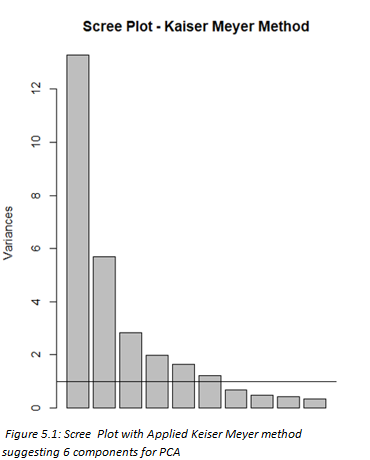 Scree Plot - Kaiser Meyer Method
Variances
12
10
8
6
4
2
0
Figure 5.1: Scree Plot with Applied Keiser Meyer method
suggesting 6 components for PCA